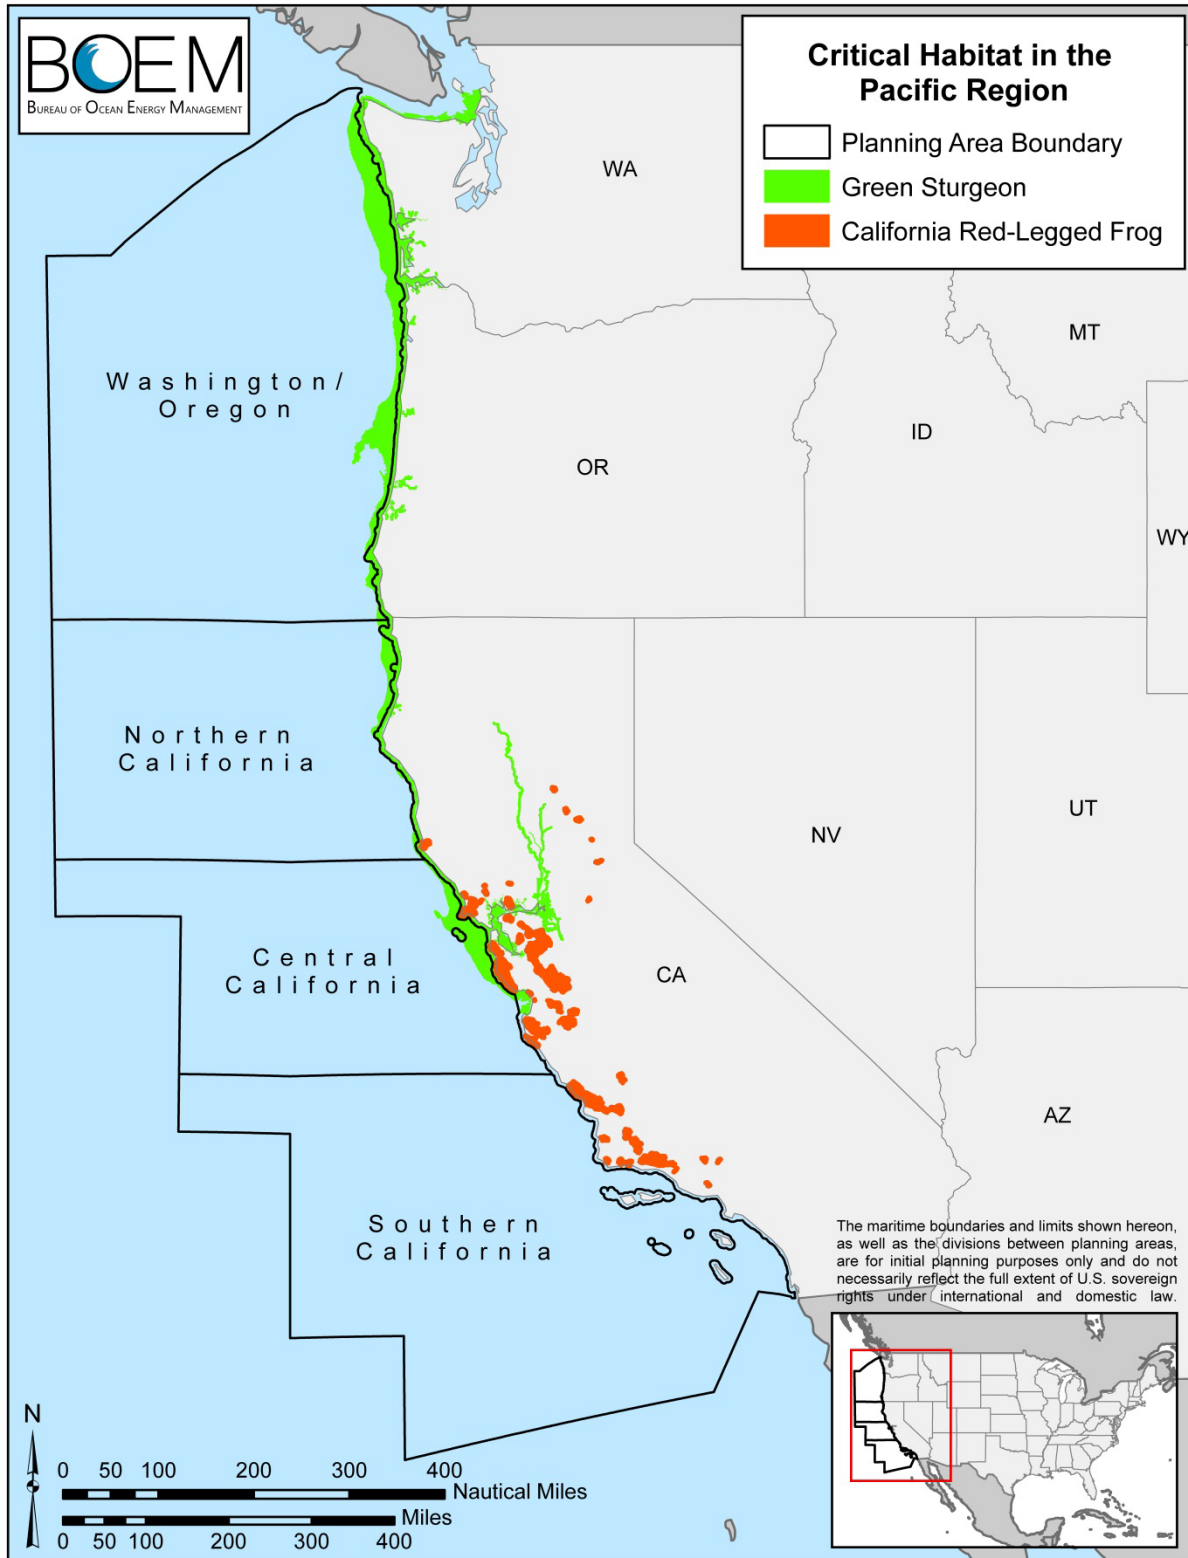 BOEM
BUREAU OF OCEAN ENERGY MANAGEMENT
Critical Habitat in the
Pacific Region
Planning Area Boundary
Green Sturgeon
California Red-Legged Frog
WA
MT
Washington/
Oregon
ID
OR
WY
Northern
California
UT
NV
Central
California
CA
AZ
Southern
California
The maritime boundaries and limits shown hereon,
as well as the divisions between planning areas,
are for initial planning purposes only and do not
necessarily reflect the full extent of U.S. sovereign
rights under international and domestic law.
N
0 50 100 200 300 400
Nautical Miles
Miles
0 50 100 200 300 400